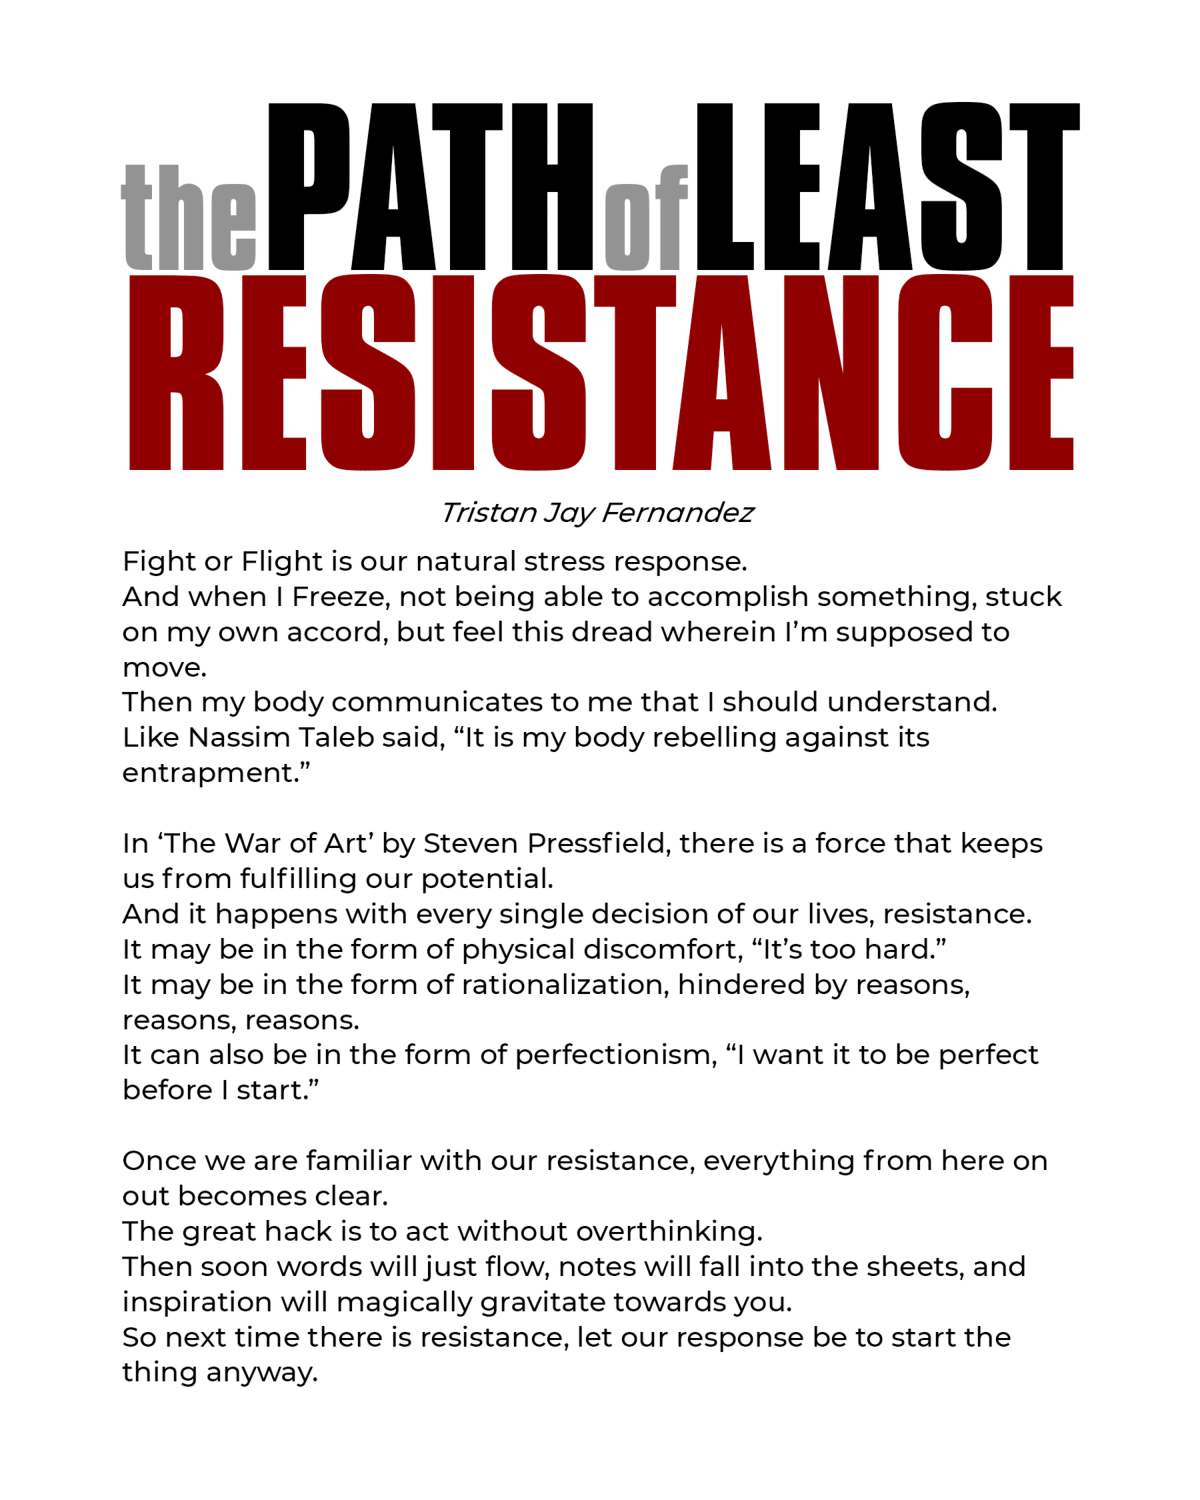 the PATH of LEAST
RESISTANCE
Tristan Jay Fernandez
Fight or Flight is our natural stress response.
And when I Freeze, not being able to accomplish something, stuck
on my own accord, but feel this dread wherein I’m supposed to
move.
Then my body communicates to me that I should understand.
Like Nassim Taleb said, “It is my body rebelling against its
entrapment.”
In ‘The War of Art’ by Steven Pressfield, there is a force that keeps
us from fulfilling our potential.
And it happens with every single decision of our lives, resistance.
It may be in the form of physical discomfort, “It’s too hard.”
It may be in the form of rationalization, hindered by reasons,
reasons, reasons.
It can also be in the form of perfectionism, “I want it to be perfect
before I start.”
Once we are familiar with our resistance, everything from here on
out becomes clear.
The great hack is to act without overthinking.
Then soon words will just flow, notes will fall into the sheets, and
inspiration will magically gravitate towards you.
So next time there is resistance, let our response be to start the
thing anyway.